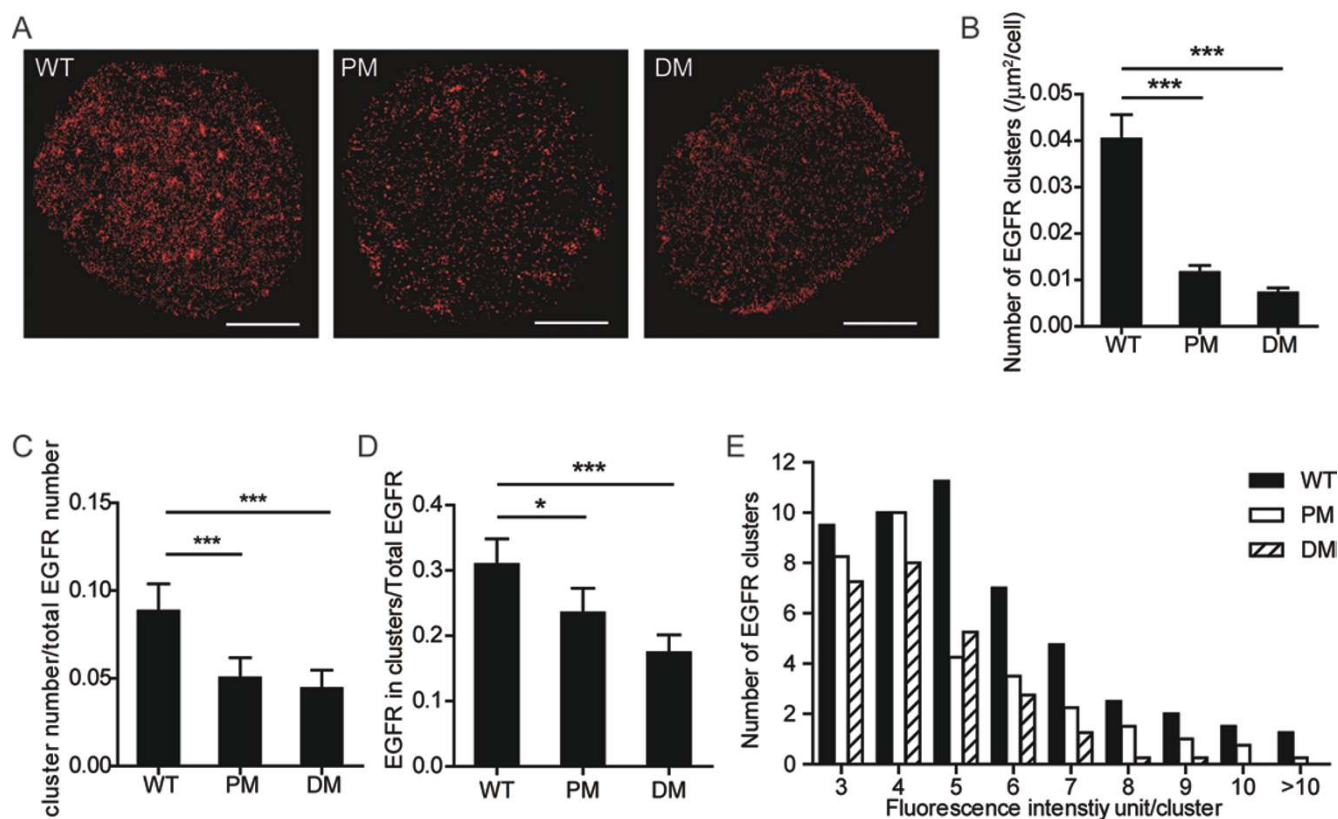 A
WT
PM
DM
B
Number of EGFR clusters (/μm²/cell)
0.05
0.04
0.03
0.02
0.01
0.00
***
***
WT PM DM
C
cluster number/total EGFR number
0.15
0.10
0.05
0.00
***
***
WT PM DM
D
EGFR in clusters/Total EGFR
0.4
0.3
0.2
0.1
0.0
***
*
WT PM DM
E
Number of EGFR clusters
12
10
8
6
4
2
0
WT
PM
DM
3 4 5 6 7 8 9 10 >10
Fluorescence intenstiy unit/cluster